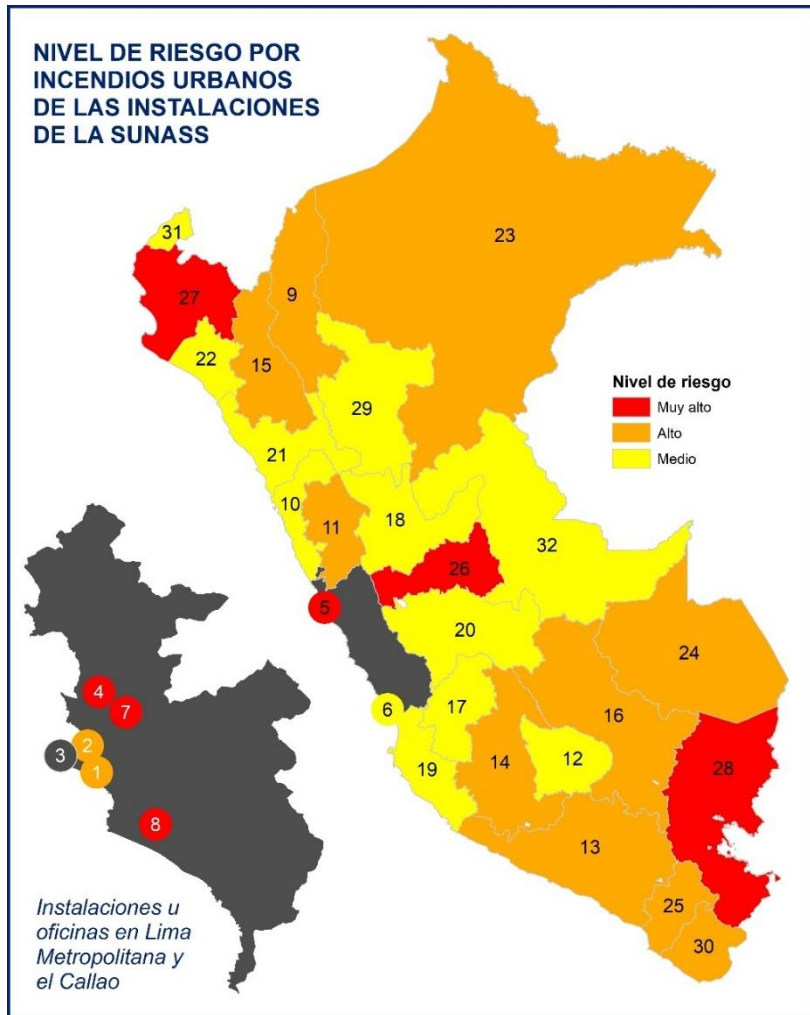 NIVEL DE RIESGO POR
INCENDIOS URBANOS
DE LAS INSTALACIONES
DE LA SUNASS
31
27
9
23
22
15
29
Nivel de riesgo
Muy alto
Alto
Medio
21
10
11
18
32
26
5
20
24
4
7
6
17
16
2
3
1
14
12
28
19
8
13
25
30
Instalaciones u
oficinas en Lima
Metropolitana y
el Callao